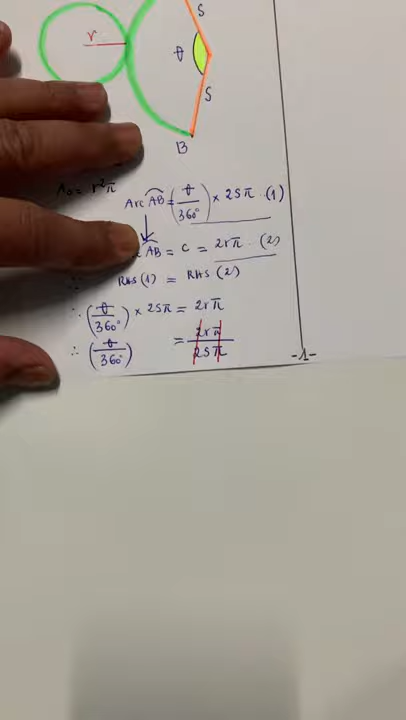 S
r
θ
S
B
A₀ = r²π
Arc AB = (θ/360°) × 2Sπ .. (1)
AB = C = 2rπ .. (2)
RHS (1) = RHS (2)
∴ (θ/360°) × 2Sπ = 2rπ
∴ (θ/360°) = 2rπ/2Sπ
-1-